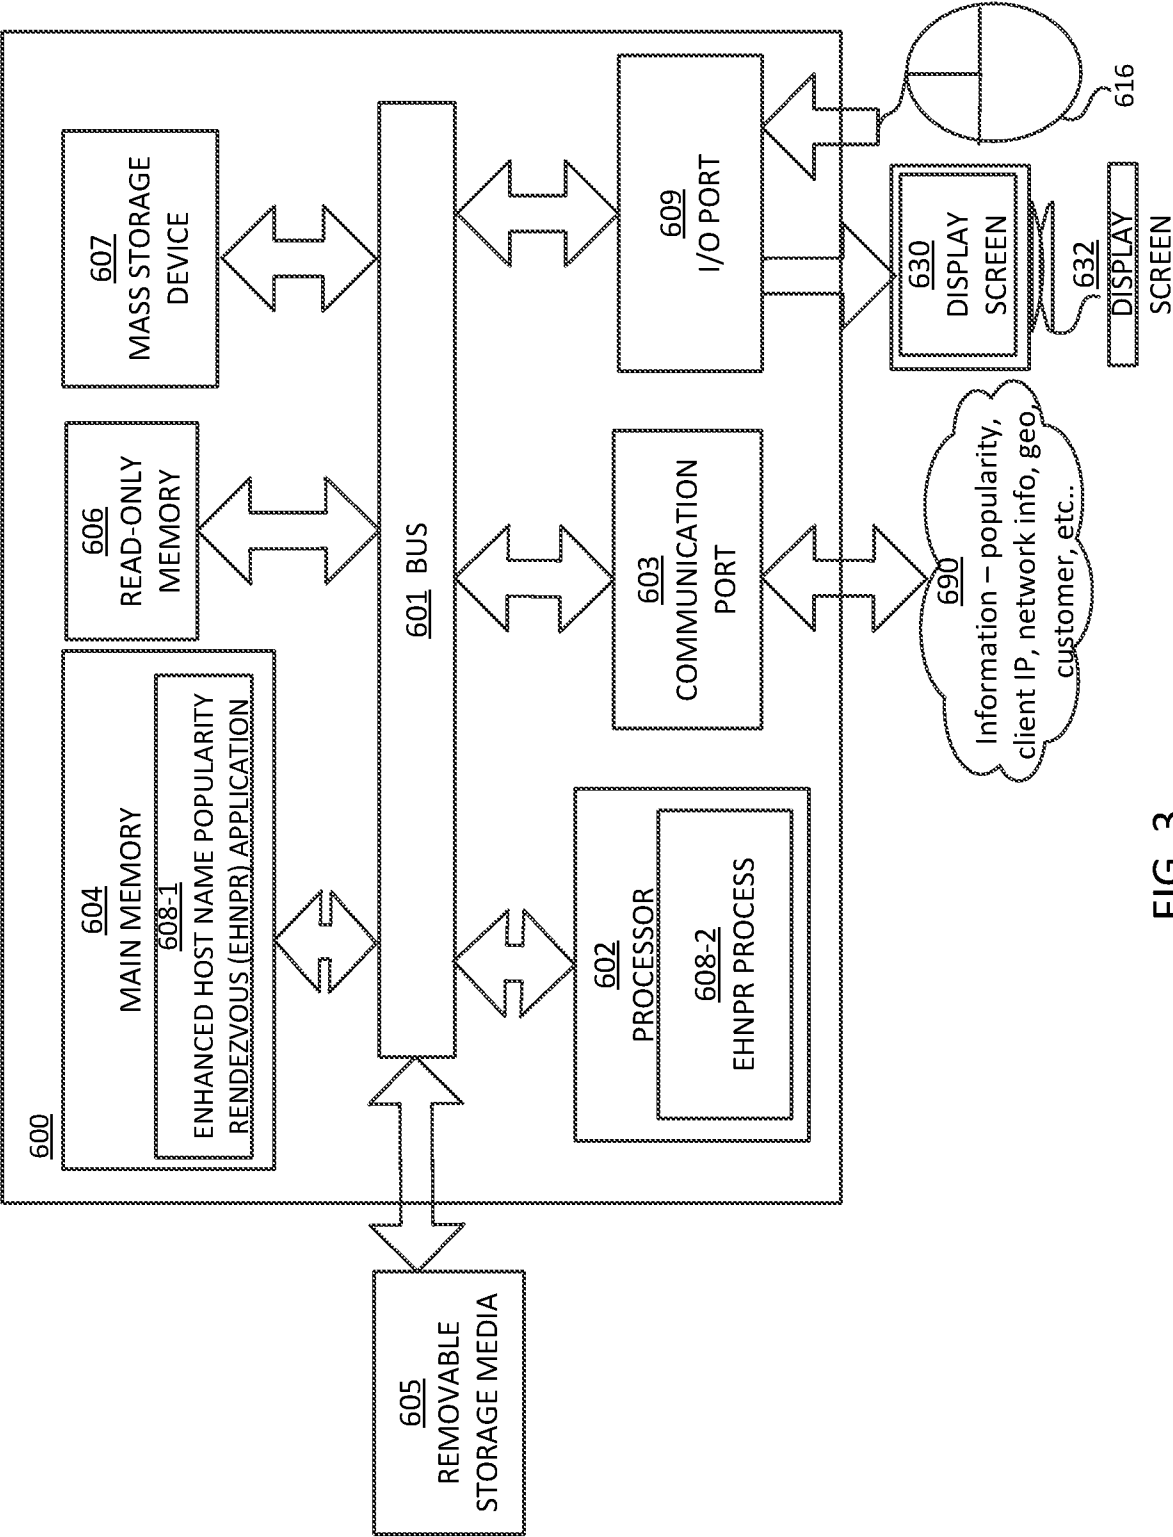 600
604
MAIN MEMORY
608-1
ENHANCED HOST NAME POPULARITY
RENDEZVOUS (EHNPR) APPLICATION
606
READ-ONLY
MEMORY
607
MASS STORAGE
DEVICE
605
REMOVABLE
STORAGE MEDIA
601 BUS
602
PROCESSOR
608-2
EHNPR PROCESS
603
COMMUNICATION
PORT
609
I/O PORT
690
Information – popularity,
client IP, network info, geo,
customer, etc..
630
DISPLAY
SCREEN
632
DISPLAY
SCREEN
616
FIG. 3